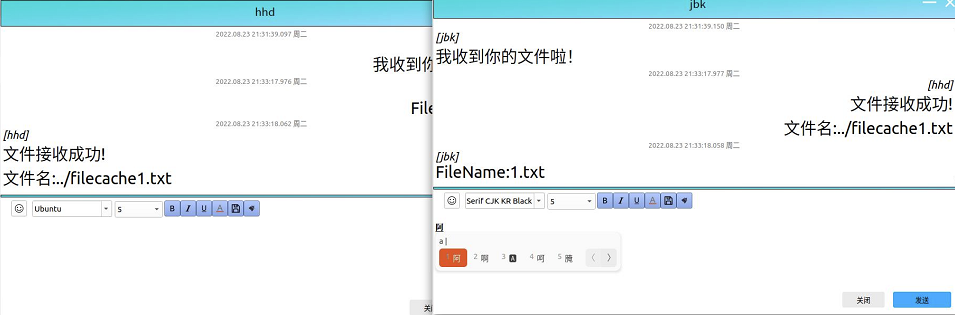 hhd
2022.08.23 21:31:39.097 周二
我收到你
2022.08.23 21:33:17.976 周二
File
2022.08.23 21:33:18.062 周二
[hhd]
文件接收成功!
文件名:../filecache1.txt
Ubuntu
5
B I U A
关闭
jbk
2022.08.23 21:31:39.150 周二
[jbk]
我收到你的文件啦!
2022.08.23 21:33:17.977 周二
[hhd]
文件接收成功!
文件名:../filecache1.txt
2022.08.23 21:33:18.058 周二
[jbk]
FileName:1.txt
Serif CJK KR Black
5
B I U A
阿
a
1 阿 2 啊 3 🅰 4 呵 5 腌
关闭 发送